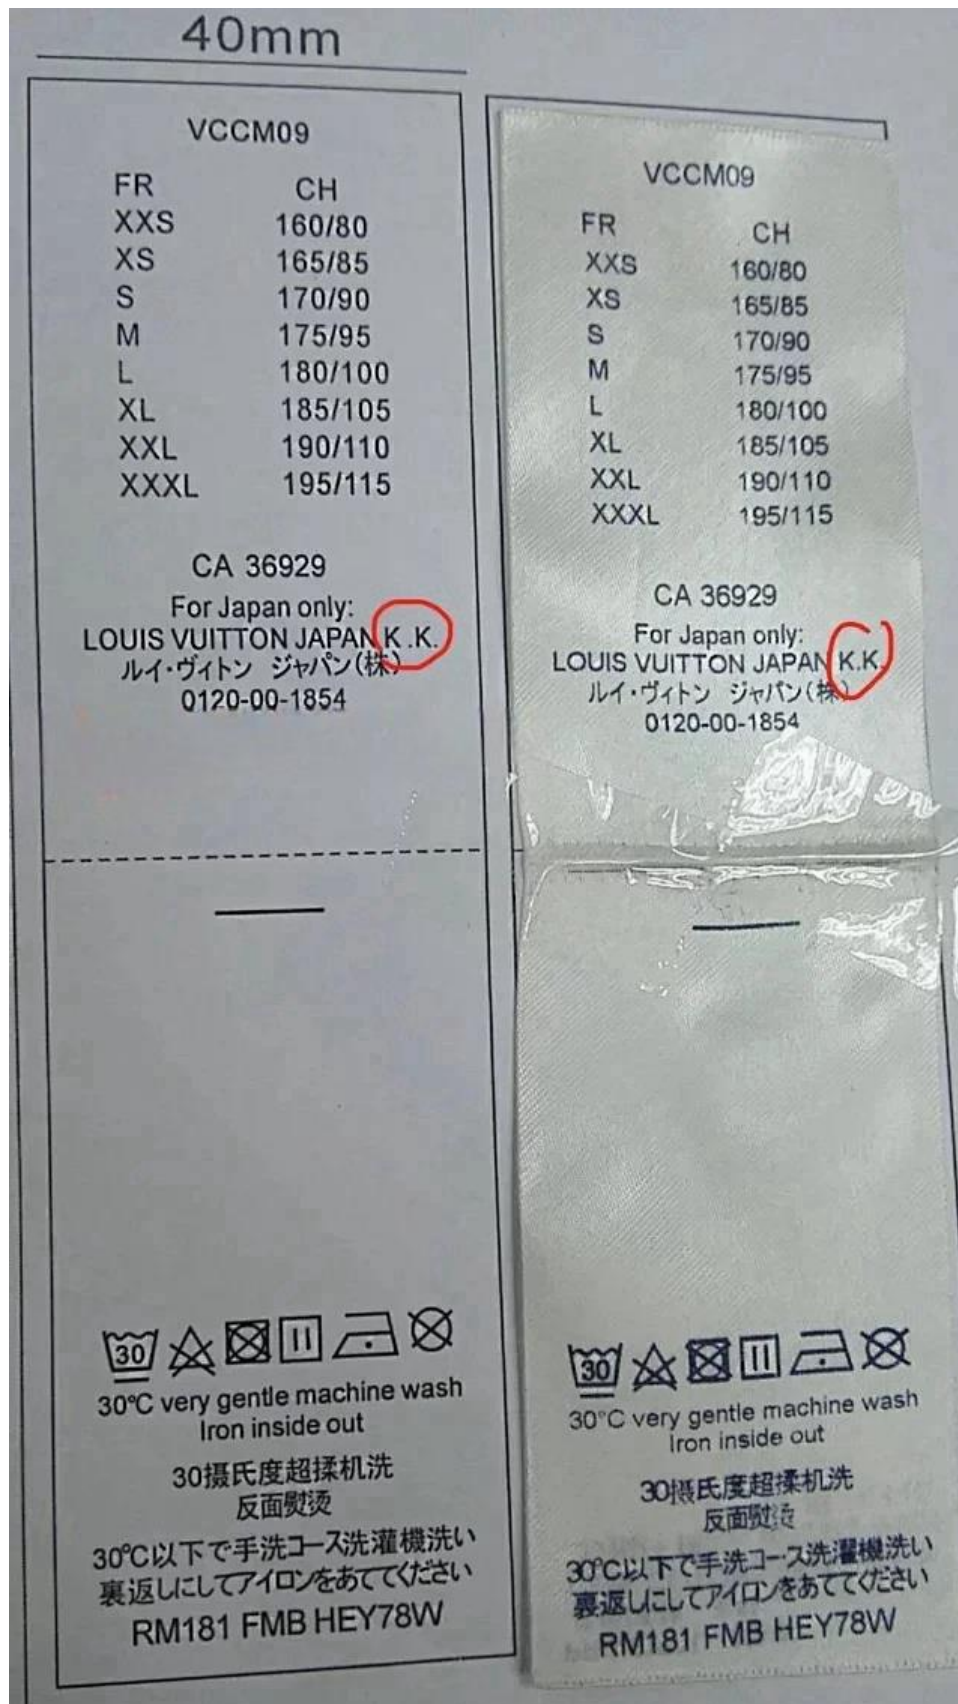 40mm
VCCM09
FR CH
XXS 160/80
XS 165/85
S 170/90
M 175/95
L 180/100
XL 185/105
XXL 190/110
XXXL 195/115
CA 36929
For Japan only:
LOUIS VUITTON JAPAN K .K.
ルイ・ヴィトン ジャパン(株)
0120-00-1854
30
30℃ very gentle machine wash
Iron inside out
30摄氏度超揉机洗
反面熨烫
30℃以下で手洗コース洗灌機洗い
裏返しにしてアイロンをあててください
RM181 FMB HEY78W
VCCM09
FR CH
XXS 160/80
XS 165/85
S 170/90
M 175/95
L 180/100
XL 185/105
XXL 190/110
XXXL 195/115
CA 36929
For Japan only:
LOUIS VUITTON JAPAN K.K.
ルイ・ヴィトン ジャパン(株)
0120-00-1854
30
30°C very gentle machine wash
Iron inside out
30摄氏度超揉机洗
反面熨烫
30℃以下で手洗コース洗濯機洗い
裏返しにしてアイロンをあててください
RM181 FMB HEY78W